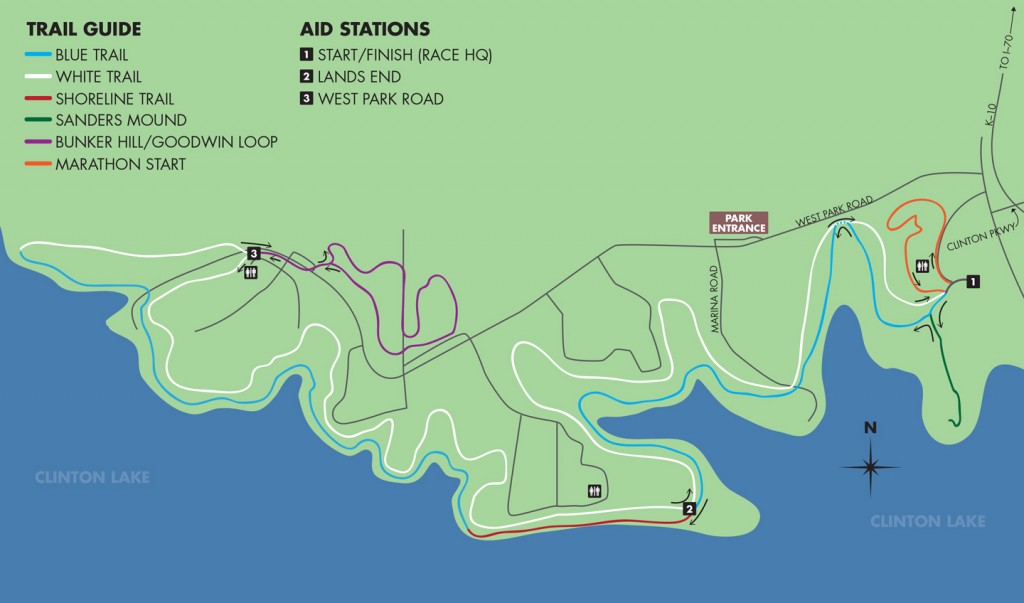 TRAIL GUIDE
BLUE TRAIL
WHITE TRAIL
SHORELINE TRAIL
SANDERS MOUND
BUNKER HILL/GOODWIN LOOP
MARATHON START
AID STATIONS
1 START/FINISH (RACE HQ)
2 LANDS END
3 WEST PARK ROAD
TO I-70
K-10
WEST PARK ROAD
PARK
ENTRANCE
CLINTON PKWY
MARINA ROAD
3
1
2
N
CLINTON LAKE
CLINTON LAKE